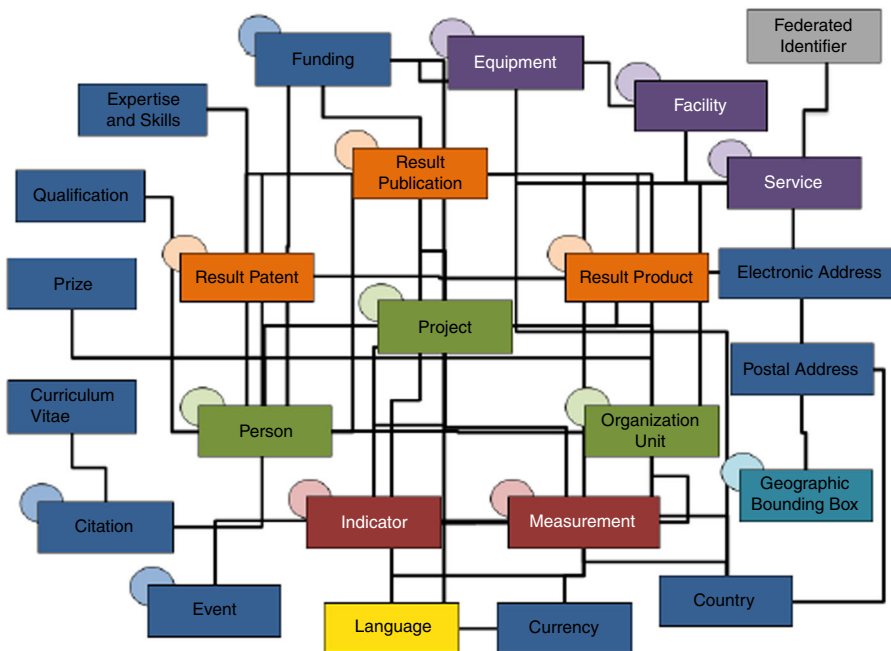 Federated
Identifier
Funding
Equipment
Expertise
and Skills
Facility
Result
Publication
Qualification
Service
Result Patent
Result Product
Electronic Address
Prize
Project
Postal Address
Curriculum
Vitae
Person
Organization
Unit
Geographic
Bounding Box
Citation
Indicator
Measurement
Event
Country
Language
Currency